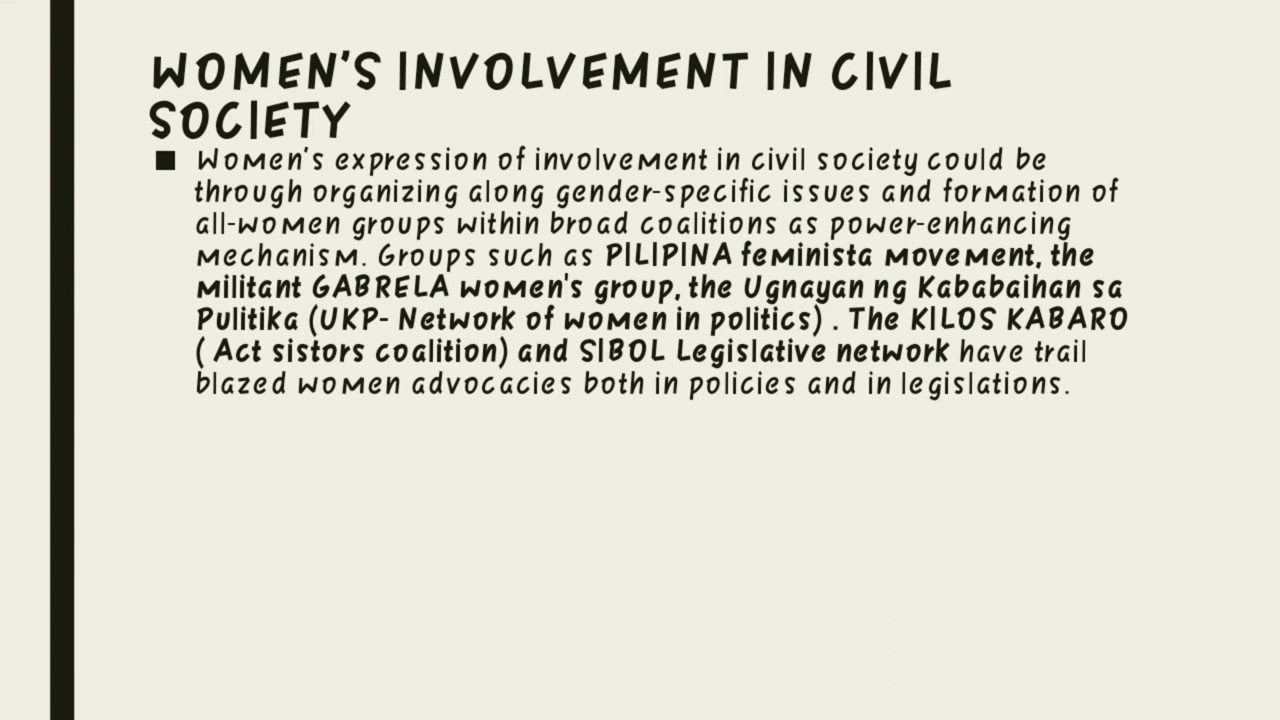 WOMEN'S INVOLVEMENT IN CIVIL
SOCIETY
■ Women's expression of involvement in civil society could be
through organizing along gender-specific issues and formation of
all-women groups within broad coalitions as power-enhancing
mechanism. Groups such as PILIPINA feminista movement, the
militant GABRELA women's group, the Ugnayan ng Kababaihan sa
Pulitika (UKP- Network of women in politics) . The KILOS KABARO
( Act sistors coalition) and SIBOL Legislative network have trail
blazed women advocacies both in policies and in legislations.